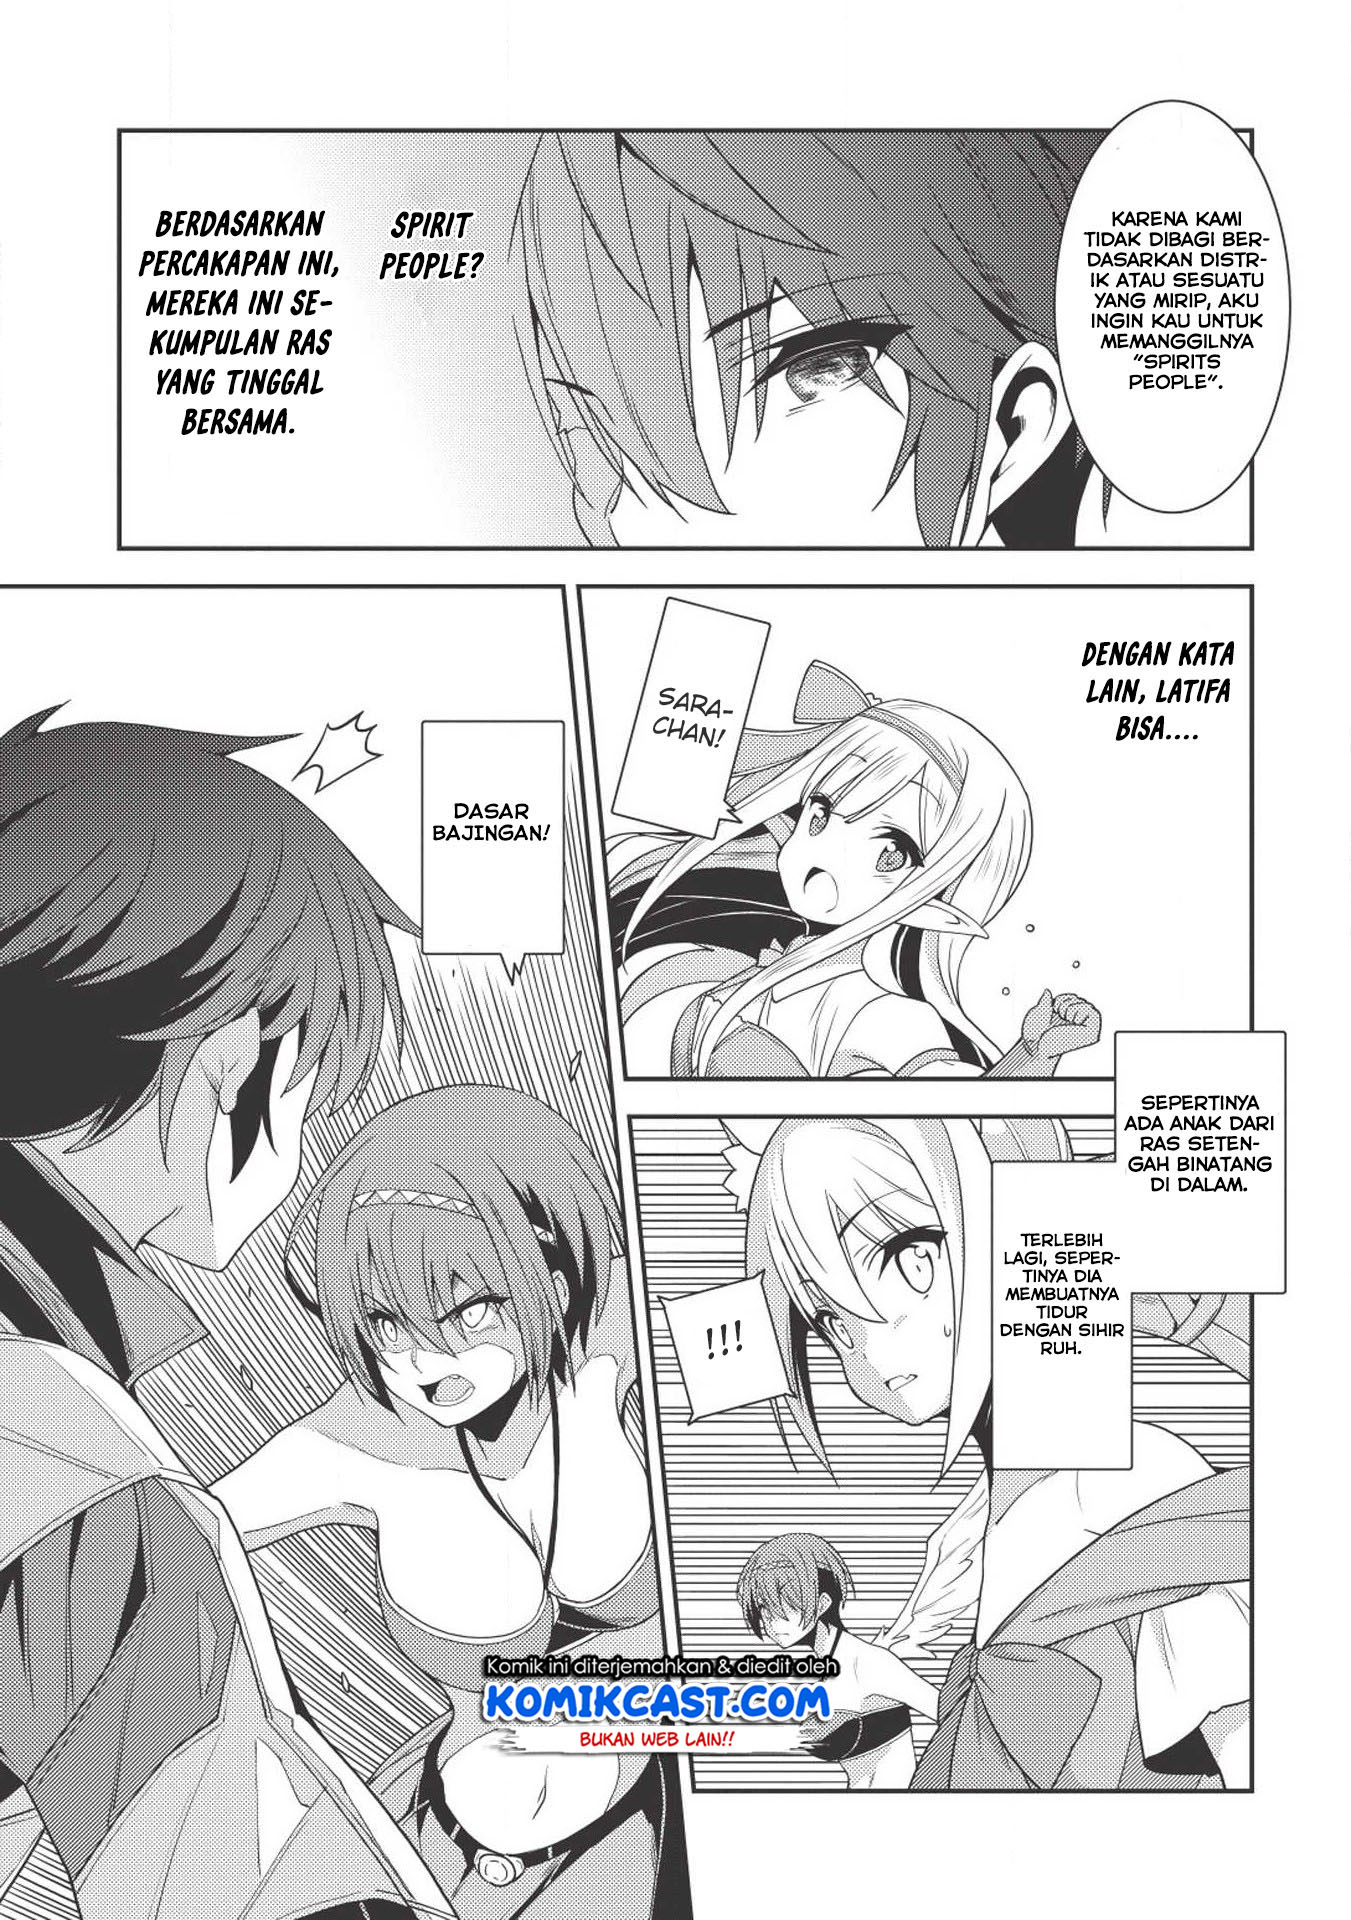 KARENA KAMI
TIDAK DIBAGI BER-
DASARKAN DISTR-
IK ATAU SESUATU
YANG MIRIP, AKU
INGIN KAU UNTUK
MEMANGGILNYA
"SPIRITS
PEOPLE".
SPIRIT
PEOPLE?
BERDASARKAN
PERCAKAPAN INI,
MEREKA INI SE-
KUMPULAN RAS
YANG TINGGAL
BERSAMA.
DENGAN KATA
LAIN, LATIFA
BISA....
SARA-
CHAN!
SEPERTINYA
ADA ANAK DARI
RAS SETEN-
GAH BINATANG
DI DALAM.
TERLEBIH
LAGI, SEPER-
TINYA DIA
MEMBUATNYA
TIDUR
DENGAN SIHIR
RUH.
!!!
DASAR
BAJINGAN!
Komik ini diterjemahkan & diedit oleh
KOMIKCAST.COM
BUKAN WEB LAIN!!